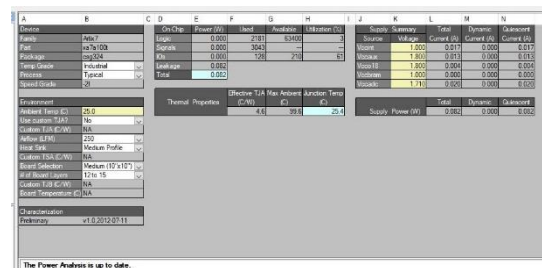 A B C D E F G H I J K L M N
Device
Family Artix7
Part xa7a100t
Package csg324
Temp Grade Industrial
Process Typical
Speed Grade -2I
Environment
Ambient Temp (C) 25.0
Use custom TJA? No
Custom TJA (C/W) NA
Airflow (LFM) 250
Heat Sink Medium Profile
Custom TSA (C/W) NA
Board Selection Medium (10"x10")
# of Board Layers 12 to 15
Custom TJB (C/W) NA
Board Temperature (C) NA
Characterization
Preliminary v1.0,2012-07-11
On-Chip Power (W) Used Available Utilization (%)
Logic 0.000 2181 63400 3
Signals 0.000 3043 --- ---
IOs 0.000 128 210 61
Leakage 0.082
Total 0.082
Effective TJA Max Ambient Junction Temp
Thermal Properties (C/W) (C) (C)
4.6 99.6 25.4
Supply Summary Total Dynamic Quiescent
Source Voltage Current (A) Current (A) Current (A)
Vccint 1.000 0.017 0.000 0.017
Vccaux 1.800 0.013 0.000 0.013
Vcco18 1.800 0.004 0.000 0.004
Vccbram 1.000 0.000 0.000 0.000
Vccadc 1.710 0.020 0.000 0.020
Total Dynamic Quiescent
Supply Power (W) 0.082 0.000 0.082
The Power Analysis is up to date.